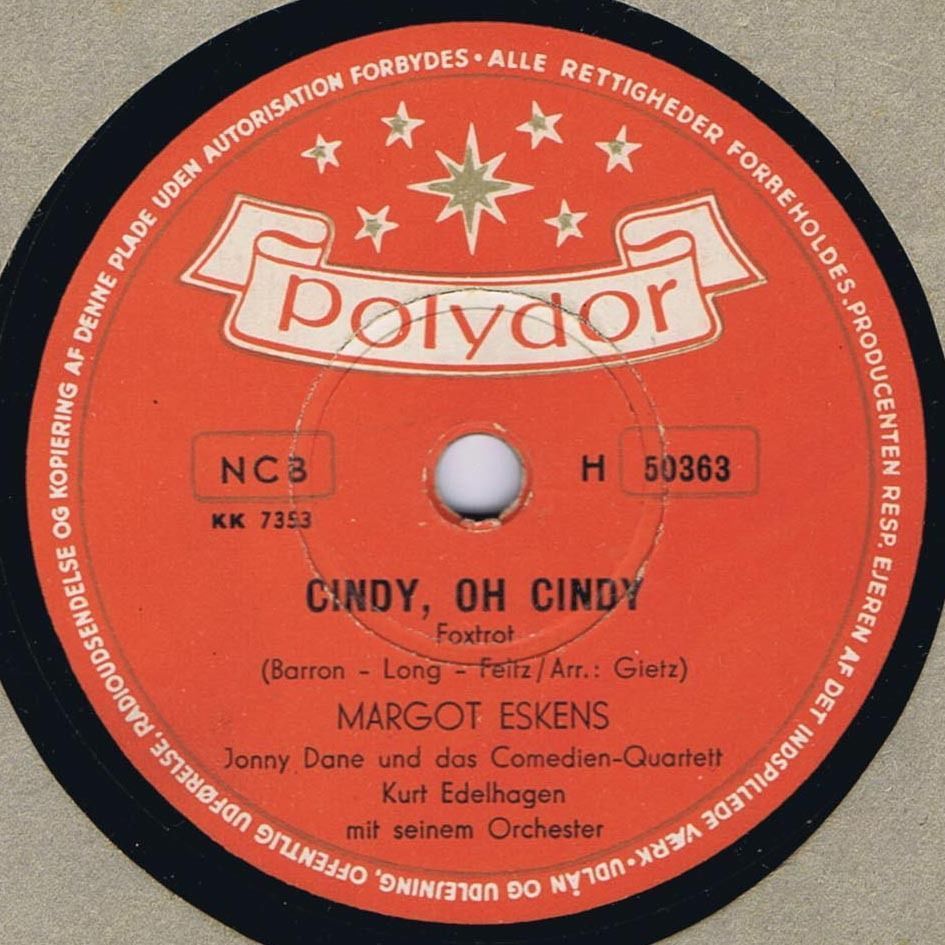 ALLE RETTIGHEDER FORBEHOLDES. PRODUCENTEN RESP. EJEREN AF DET INDSPILLEDE VÆRK • UDLÅN OG UDLEJNING, OFFENTLIG UDFØRELSE, RADIOUDSENDELSE OG KOPIERING AF DENNE PLADE UDEN AUTORISATION FORBYDES •
polydor
NCB H 50363
KK 7353
CINDY, OH CINDY
Foxtrot
(Barron - Long - Feitz/Arr.: Gietz)
MARGOT ESKENS
Jonny Dane und das Comedien-Quartett
Kurt Edelhagen
mit seinem Orchester